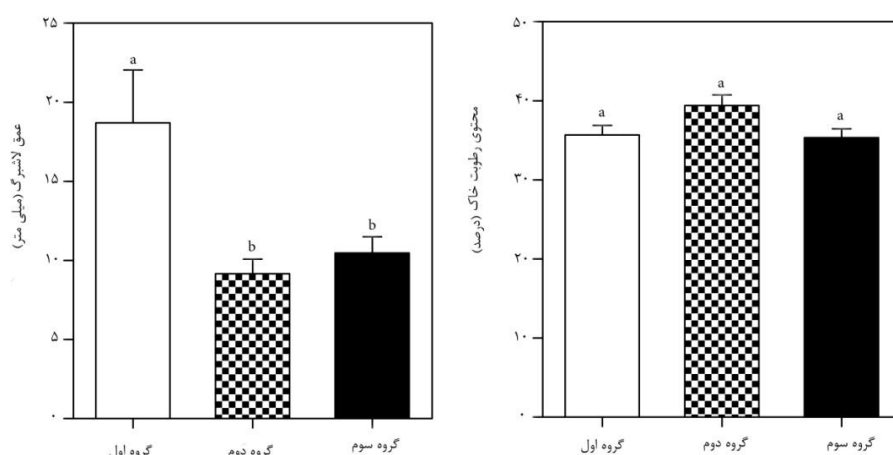 ۲۵
۲۰
۱۵
۱۰
۵
۰
عمق لاشبرگ (میلی متر)
a
b
b
گروه اول
گروه دوم
گروه سوم
۵۰
۴۰
۳۰
۲۰
۱۰
۰
محتوی رطوبت خاک (درصد)
a
a
a
گروه اول
گروه دوم
گروه سوم